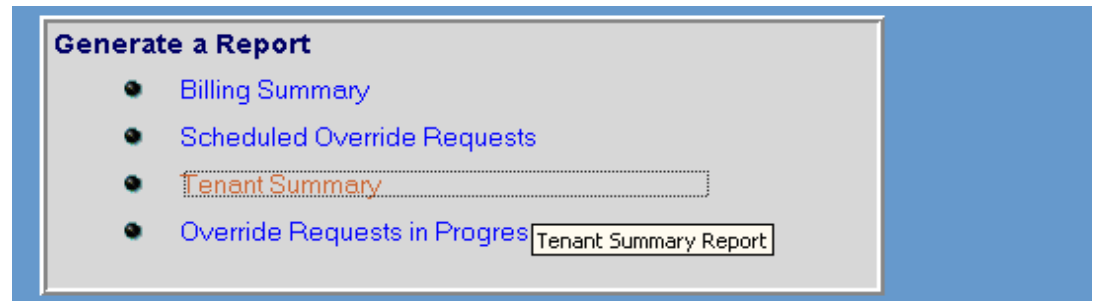 Generate a Report
Billing Summary
Scheduled Override Requests
Tenant Summary
Override Requests in Progres
Tenant Summary Report